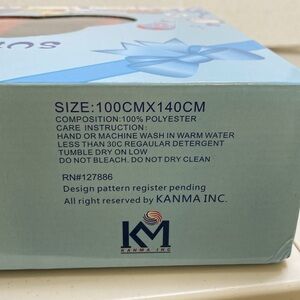 SUS
SIZE:100CMX140CM
COMPOSITION:100% POLYESTER
CARE INSTRUCTION:
HAND OR MACHINE WASH IN WARM WATER
LESS THAN 30C REGAULAR DETERGENT
TUMBLE DRY ON LOW
DO NOT BLEACH. DO NOT DRY CLEAN
RN#127886
Design pattern register pending
All right reserved by KANMA INC.
KM
KANMA INC